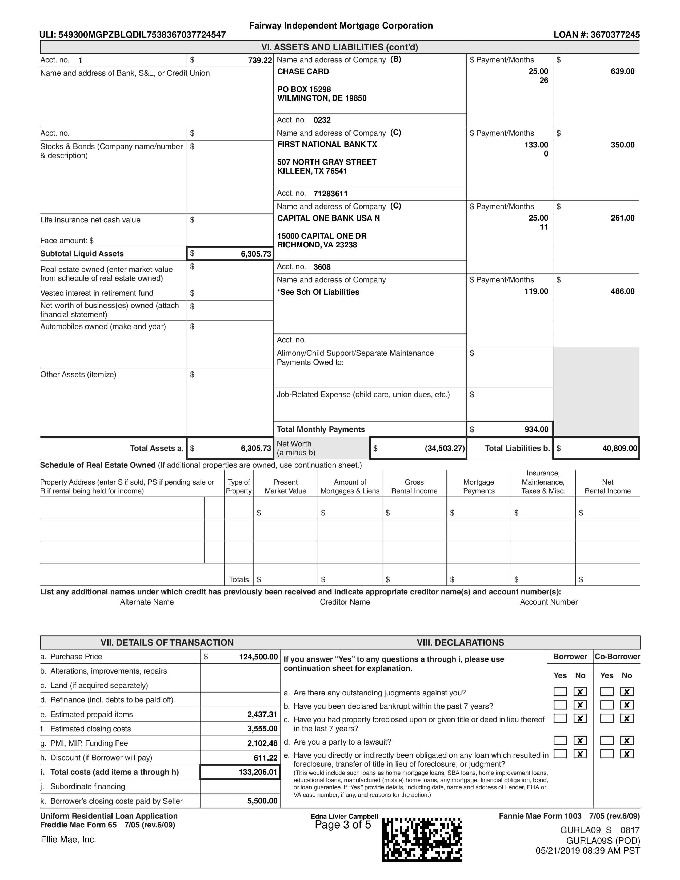 Fairway Independent Mortgage Corporation
ULI: 549300MGPZBLQDIL7538367037724547
LOAN #: 3670377245
VI. ASSETS AND LIABILITIES (cont'd)
Acct. no. 1 $ 739.22
Name and address of Bank, S&L, or Credit Union
Name and address of Company (B) $ Payment/Months $
CHASE CARD 25.00 639.00
26
PO BOX 15298
WILMINGTON, DE 19850
Acct. no. 0232
Acct. no. $
Stocks & Bonds (Company name/number $
& description)
Name and address of Company (C) $ Payment/Months $
FIRST NATIONAL BANK TX 133.00 350.00
0
507 NORTH GRAY STREET
KILLEEN, TX 76541
Acct. no. 71283611
Name and address of Company (C) $ Payment/Months $
CAPITAL ONE BANK USA N 25.00 261.00
11
15000 CAPITAL ONE DR
RICHMOND, VA 23238
Acct. no. 3608
Life insurance net cash value $
Face amount: $
Subtotal Liquid Assets $ 6,305.73
Real estate owned (enter market value $
from schedule of real estate owned)
Name and address of Company $ Payment/Months $
*See Sch Of Liabilities 119.00 486.00
Vested interest in retirement fund $
Net worth of business(es) owned (attach $
financial statement)
Automobiles owned (make and year) $
Acct. no.
Alimony/Child Support/Separate Maintenance $
Payments Owed to:
Other Assets (itemize) $
Job-Related Expense (child care, union dues, etc.) $
Total Monthly Payments $ 934.00
Total Assets a. $ 6,305.73 Net Worth $ (34,503.27) Total Liabilities b. $ 40,809.00
(a minus b)
Schedule of Real Estate Owned (If additional properties are owned, use continuation sheet.)
Property Address (enter S if sold, PS if pending sale or
R if rental being held for income)
Type of
Property
Present
Market Value
Amount of
Mortgages & Liens
Gross
Rental Income
Mortgage
Payments
Insurance,
Maintenance,
Taxes & Misc.
Net
Rental Income
$ $ $ $ $ $
Totals $ $ $ $ $ $
List any additional names under which credit has previously been received and indicate appropriate creditor name(s) and account number(s):
Alternate Name Creditor Name Account Number
VII. DETAILS OF TRANSACTION
a. Purchase Price $ 124,500.00
b. Alterations, improvements, repairs
c. Land (if acquired separately)
d. Refinance (incl. debts to be paid off)
e. Estimated prepaid items 2,437.31
f. Estimated closing costs 3,555.00
g. PMI, MIP, Funding Fee 2,102.48
h. Discount (if Borrower will pay) 611.22
i. Total costs (add items a through h) 133,206.01
j. Subordinate financing
k. Borrower's closing costs paid by Seller 5,500.00
VIII. DECLARATIONS
If you answer "Yes" to any questions a through i, please use
continuation sheet for explanation.
Borrower Co-Borrower
Yes No Yes No
a. Are there any outstanding judgments against you? X X
b. Have you been declared bankrupt within the past 7 years? X X
c. Have you had property foreclosed upon or given title or deed in lieu thereof X X
in the last 7 years?
d. Are you a party to a lawsuit? X X
e. Have you directly or indirectly been obligated on any loan which resulted in X X
foreclosure, transfer of title in lieu of foreclosure, or judgment?
(This would include such loans as home mortgage loans, SBA loans, home improvement loans,
educational loans, manufactured (mobile) home loans, any mortgage, financial obligation, bond,
or loan guarantee. If "Yes" provide details, including date, name and address of Lender, FHA or
VA case number, if any, and reasons for the action.)
Uniform Residential Loan Application
Freddie Mac Form 65 7/05 (rev.6/09)
Edna Livier Campbell
Page 3 of 5
Fannie Mae Form 1003 7/05 (rev.6/09)
Ellie Mae, Inc.
GURLA09_S 0817
GURLA09S (POD)
05/21/2019 08:39 AM PST